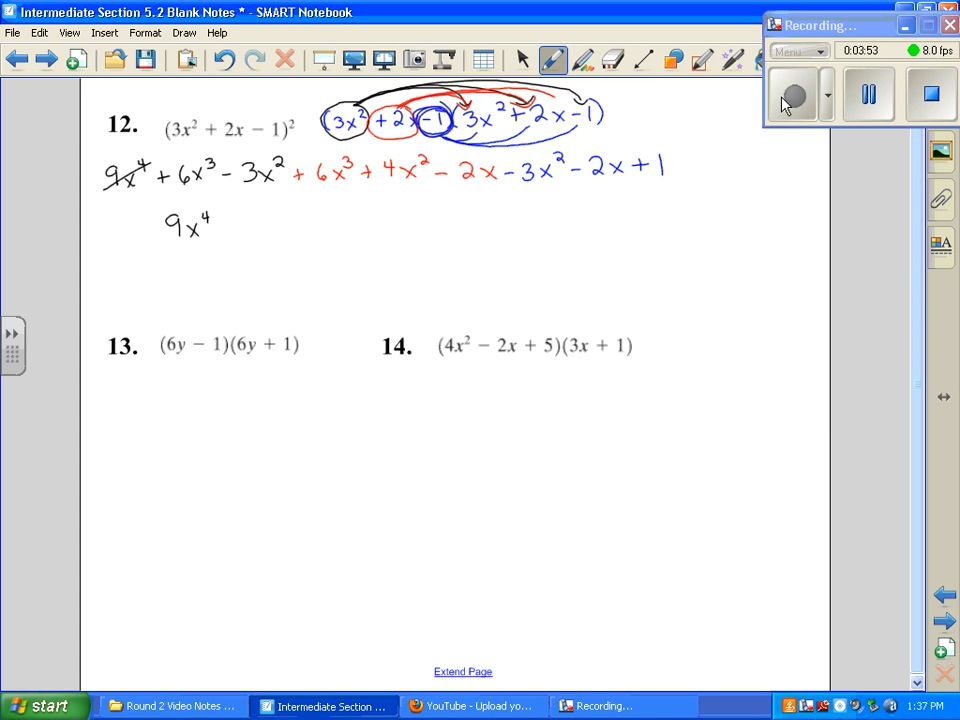 Intermediate Section 5.2 Blank Notes * - SMART Notebook
File Edit View Insert Format Draw Help
Recording...
Menu 0:03:53 8.0 fps
12. (3x² + 2x − 1)² (3x² + 2x −1)(3x² + 2x −1)
9x⁴ + 6x³ − 3x² + 6x³ + 4x² − 2x − 3x² − 2x + 1
9x⁴
13. (6y − 1)(6y + 1) 14. (4x² − 2x + 5)(3x + 1)
Extend Page
start Round 2 Video Notes ... Intermediate Section ... YouTube - Upload yo... Recording... 1:37 PM